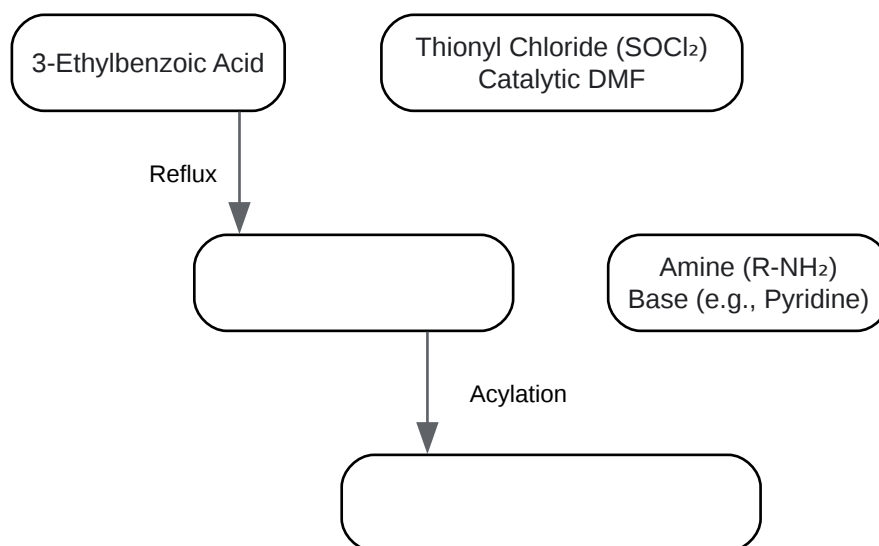 3-Ethylbenzoic Acid
Thionyl Chloride (SOCl₂)
Catalytic DMF
Reflux
Amine (R-NH₂)
Base (e.g., Pyridine)
Acylation